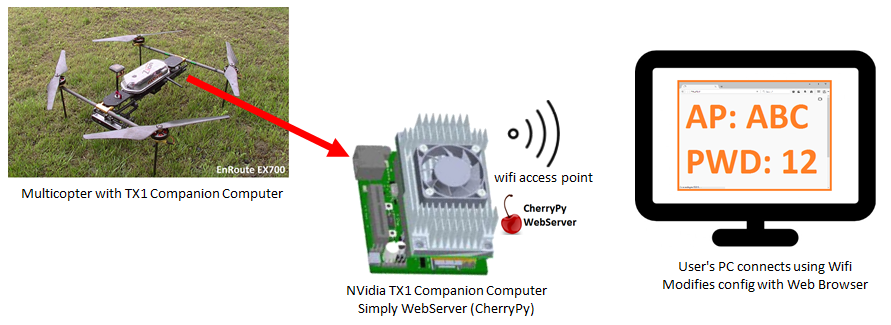 EnRoute EX700
Multicopter with TX1 Companion Computer
wifi access point
CherryPy
WebServer
NVidia TX1 Companion Computer
Simply WebServer (CherryPy)
AP: ABC
PWD: 12
User's PC connects using Wifi
Modifies config with Web Browser